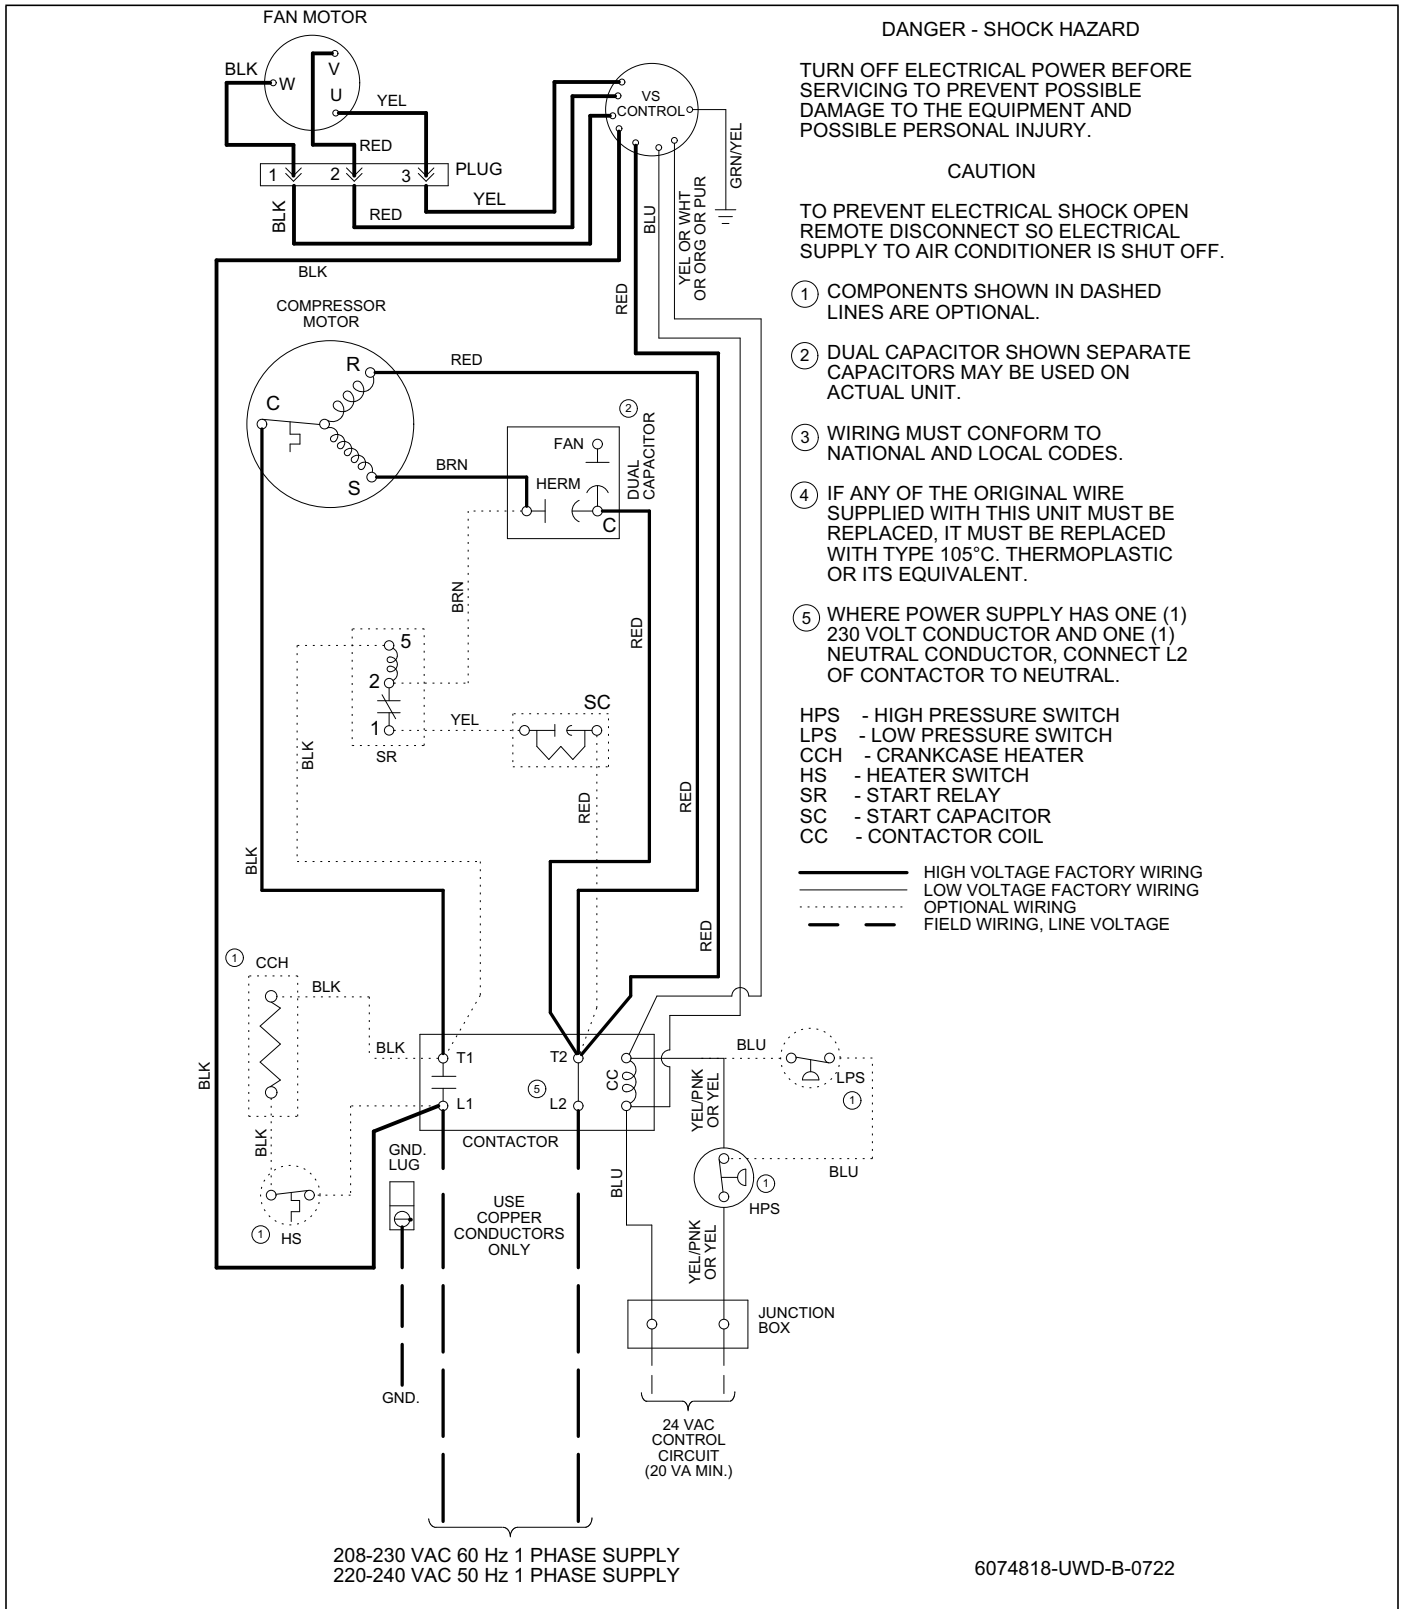 FAN MOTOR
BLK
W
V
U
YEL
RED
1
2
3
PLUG
BLK
RED
YEL
VS
CONTROL
GRN/YEL
BLU
YEL OR WHT
OR ORG OR PUR
RED
BLK
COMPRESSOR
MOTOR
R
C
S
RED
BRN
2
DUAL
CAPACITOR
FAN
HERM
C
BRN
RED
5
2
1
SR
YEL
SC
BLK
RED
RED
BLK
RED
1
CCH
BLK
BLK
BLK
BLK
1
HS
T1
T2
L1
L2
5
CC
CONTACTOR
GND.
LUG
GND.
USE
COPPER
CONDUCTORS
ONLY
BLU
LPS
1
YEL/PNK
OR YEL
BLU
BLU
1
HPS
YEL/PNK
OR YEL
JUNCTION
BOX
24 VAC
CONTROL
CIRCUIT
(20 VA MIN.)
208-230 VAC 60 Hz 1 PHASE SUPPLY
220-240 VAC 50 Hz 1 PHASE SUPPLY
DANGER - SHOCK HAZARD
TURN OFF ELECTRICAL POWER BEFORE
SERVICING TO PREVENT POSSIBLE
DAMAGE TO THE EQUIPMENT AND
POSSIBLE PERSONAL INJURY.
CAUTION
TO PREVENT ELECTRICAL SHOCK OPEN
REMOTE DISCONNECT SO ELECTRICAL
SUPPLY TO AIR CONDITIONER IS SHUT OFF.
1 COMPONENTS SHOWN IN DASHED
LINES ARE OPTIONAL.
2 DUAL CAPACITOR SHOWN SEPARATE
CAPACITORS MAY BE USED ON
ACTUAL UNIT.
3 WIRING MUST CONFORM TO
NATIONAL AND LOCAL CODES.
4 IF ANY OF THE ORIGINAL WIRE
SUPPLIED WITH THIS UNIT MUST BE
REPLACED, IT MUST BE REPLACED
WITH TYPE 105°C. THERMOPLASTIC
OR ITS EQUIVALENT.
5 WHERE POWER SUPPLY HAS ONE (1)
230 VOLT CONDUCTOR AND ONE (1)
NEUTRAL CONDUCTOR, CONNECT L2
OF CONTACTOR TO NEUTRAL.
HPS - HIGH PRESSURE SWITCH
LPS - LOW PRESSURE SWITCH
CCH - CRANKCASE HEATER
HS - HEATER SWITCH
SR - START RELAY
SC - START CAPACITOR
CC - CONTACTOR COIL
HIGH VOLTAGE FACTORY WIRING
LOW VOLTAGE FACTORY WIRING
OPTIONAL WIRING
FIELD WIRING, LINE VOLTAGE
6074818-UWD-B-0722